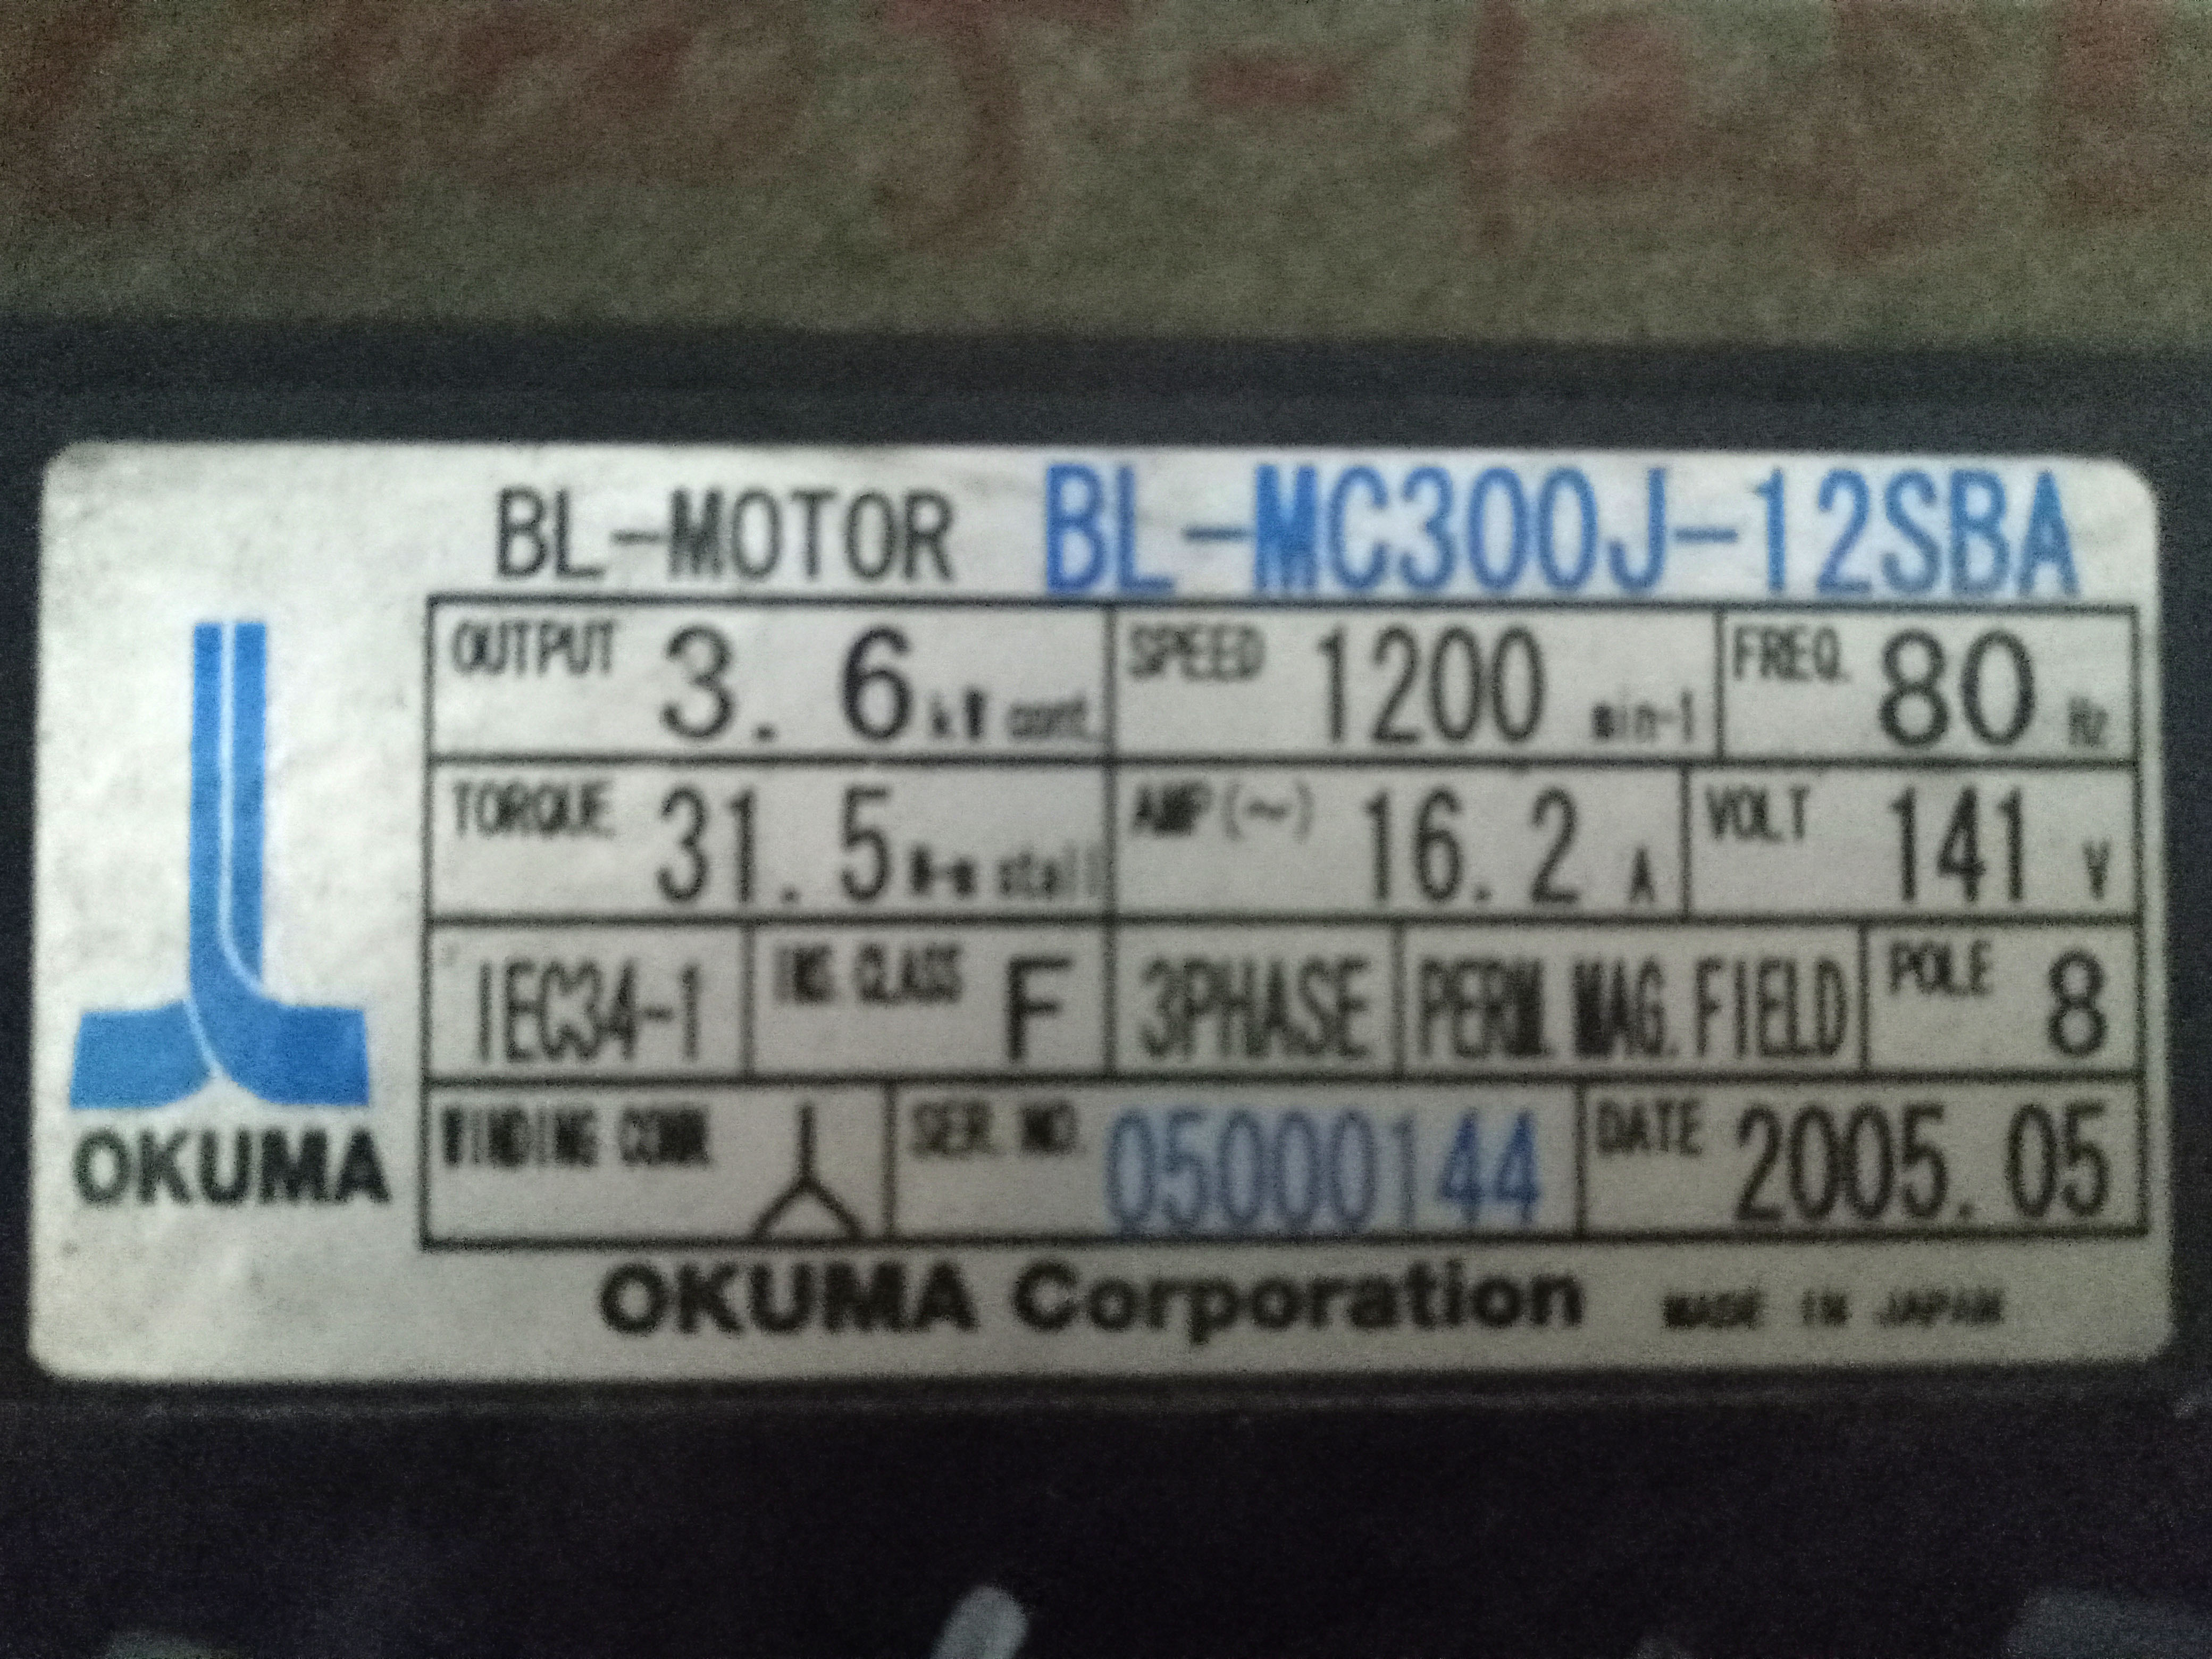 BL-MOTOR BL-MC300J-12SBA
OUTPUT 3.6 kW cont. SPEED 1200 min-1 FREQ. 80 Hz
TORQUE 31.5 N-m stall AMP(~) 16.2 A VOLT 141 V
IEC34-1 INS. CLASS F 3PHASE PERM. MAG. FIELD POLE 8
WINDING CONN. SER. NO. 05000144 DATE 2005.05
OKUMA
OKUMA Corporation MADE IN JAPAN